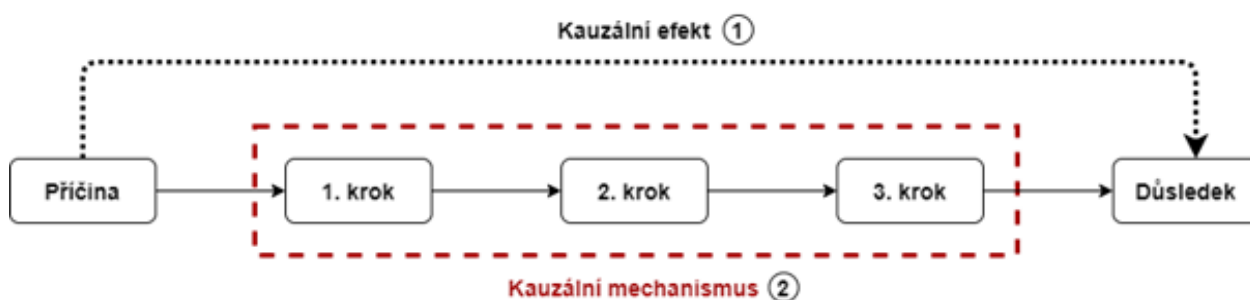 Kauzální efekt ①
Příčina
1. krok
2. krok
3. krok
Důsledek
Kauzální mechanismus ②